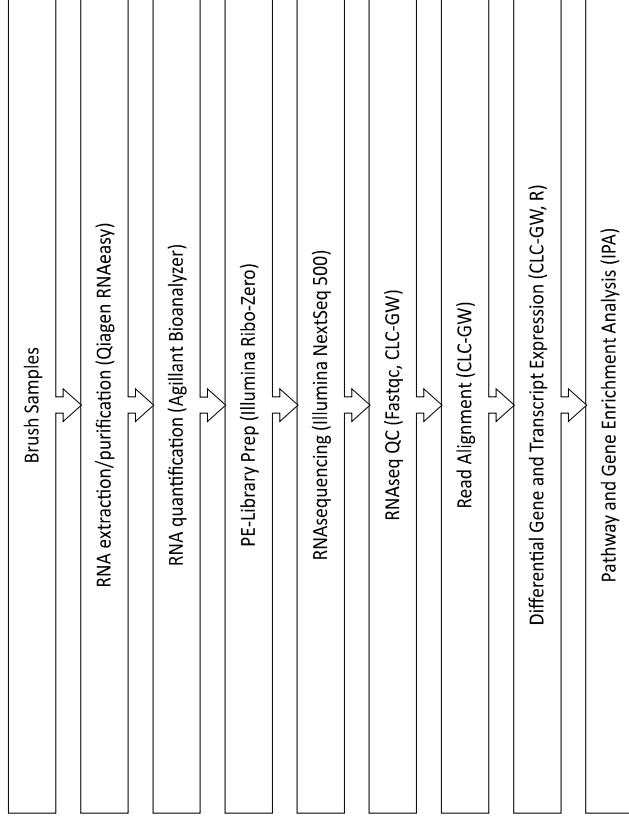 Brush Samples
RNA extraction/purification (Qiagen RNAeasy)
RNA quantification (Agillant Bioanalyzer)
PE-Library Prep (Illumina Ribo-Zero)
RNAsequencing (Illumina NextSeq 500)
RNAseq QC (Fastqc, CLC-GW)
Read Alignment (CLC-GW)
Differential Gene and Transcript Expression (CLC-GW, R)
Pathway and Gene Enrichment Analysis (IPA)